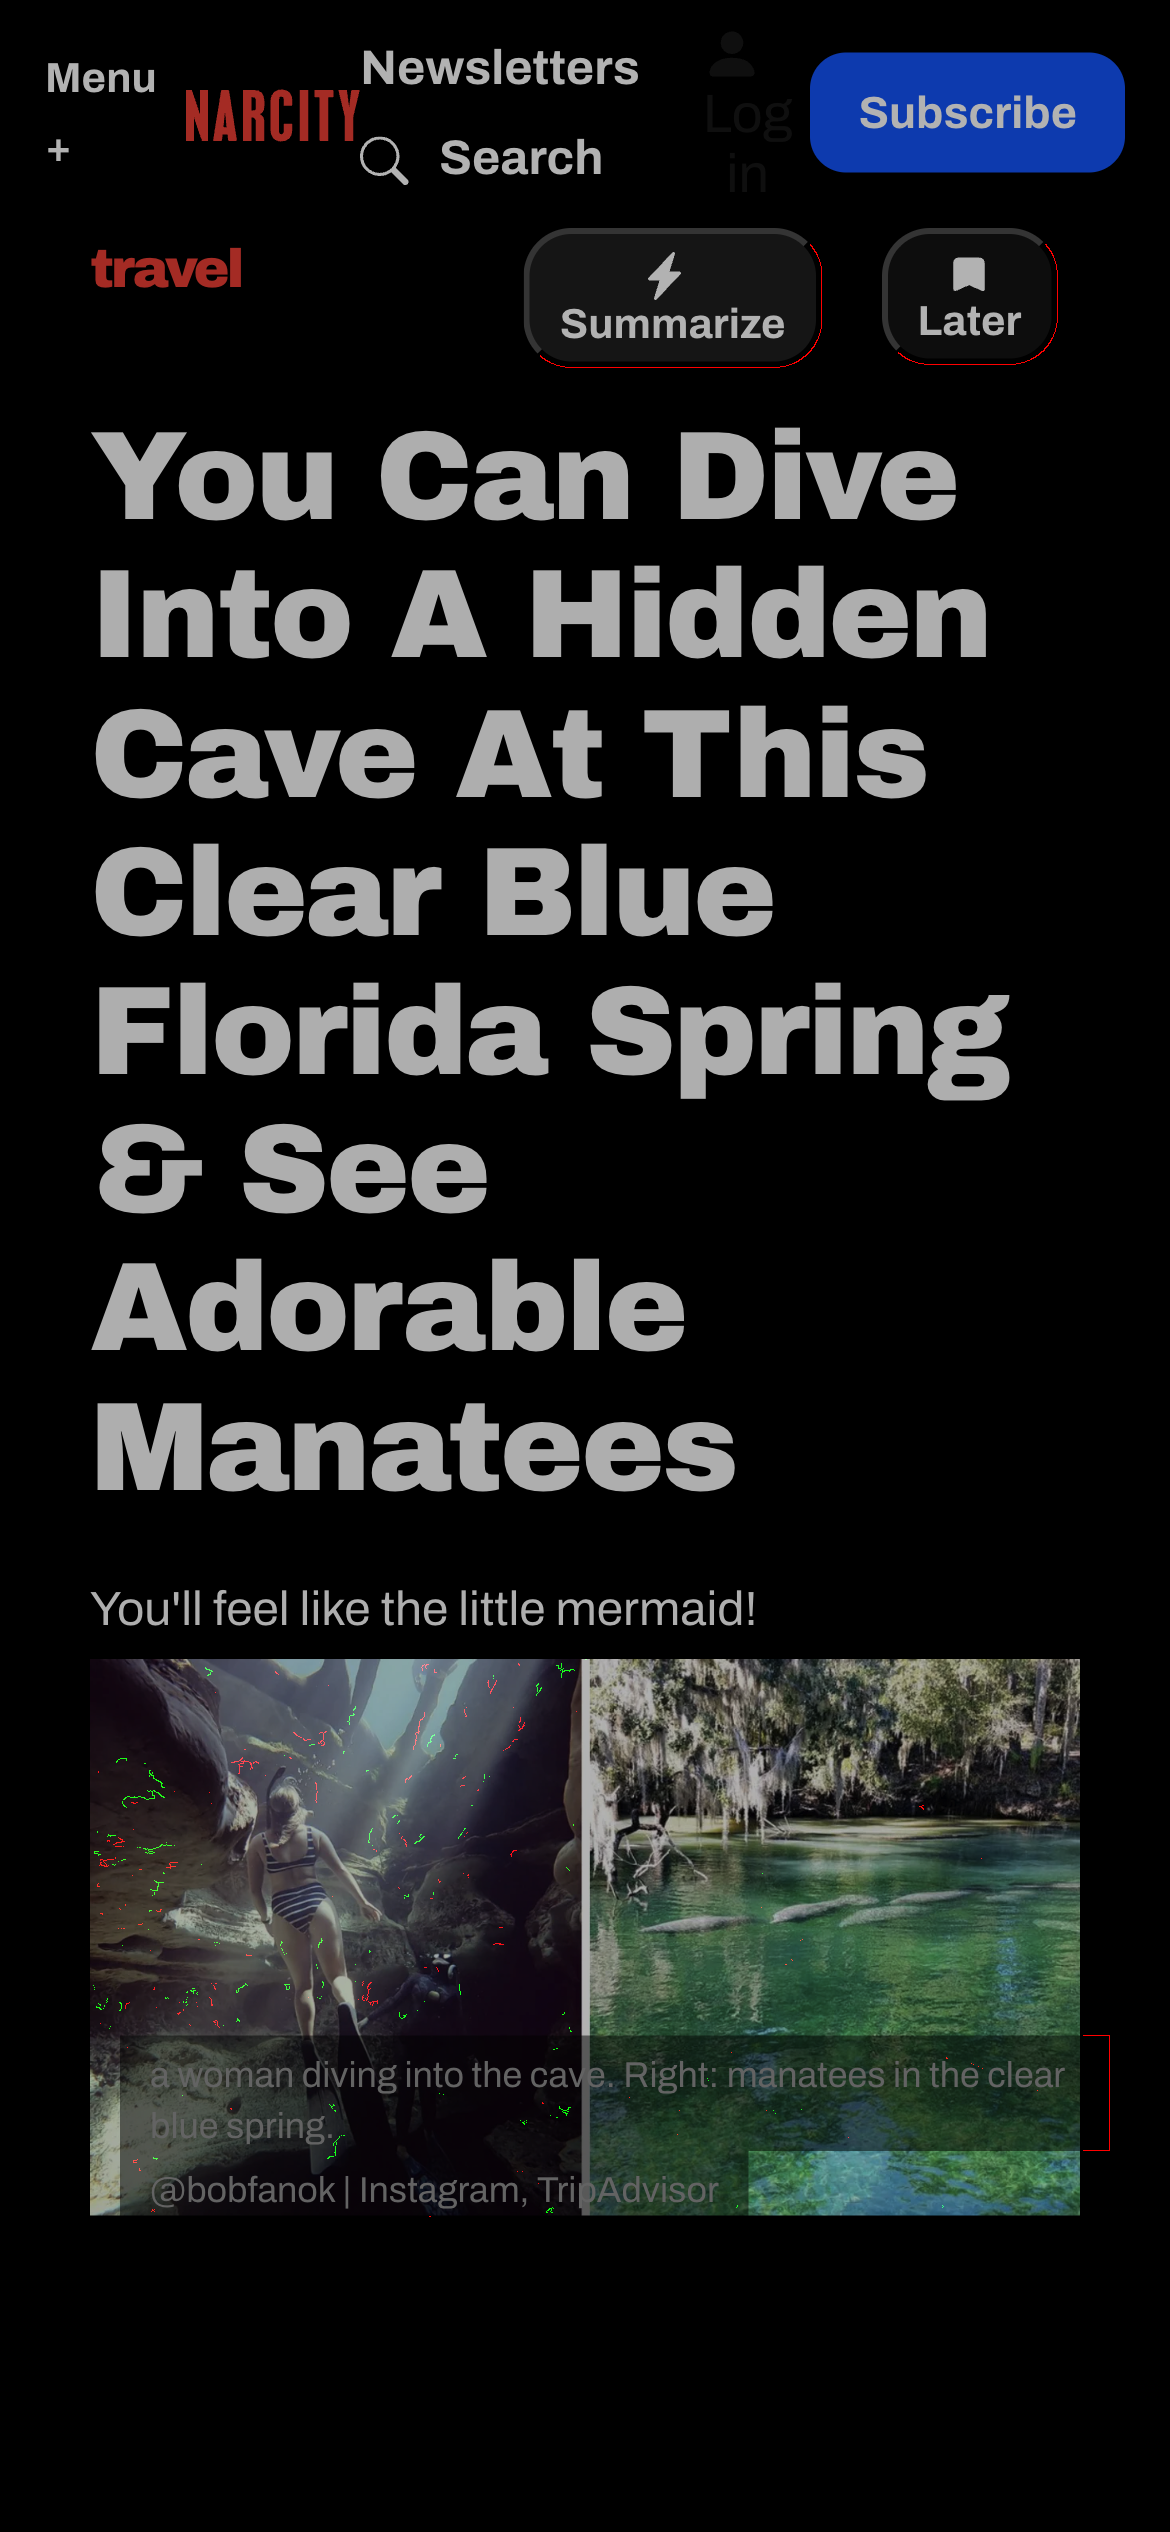 Menu
+
NARCITY
Newsletters
Search
Log
in
Subscribe
travel
Summarize
Later
You Can Dive
Into A Hidden
Cave At This
Clear Blue
Florida Spring
& See
Adorable
Manatees
You'll feel like the little mermaid!
a woman diving into the cave. Right: manatees in the clear
blue spring.
@bobfanok | Instagram, TripAdvisor